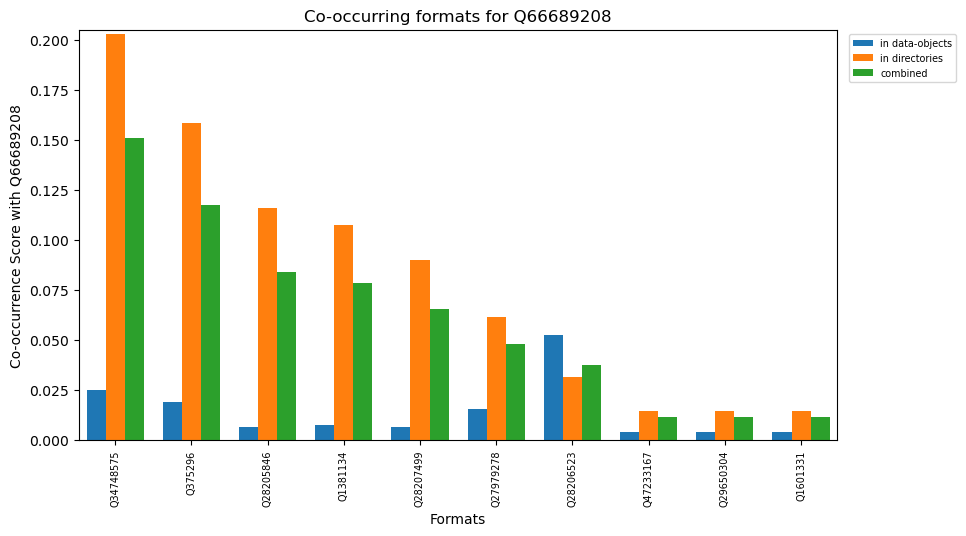 Co-occurring formats for Q66689208
Co-occurrence Score with Q66689208
0.200
0.175
0.150
0.125
0.100
0.075
0.050
0.025
0.000
Q34748575
Q375296
Q28205846
Q1381134
Q28207499
Q27979278
Q28206523
Q47233167
Q29650304
Q1601331
Formats
in data-objects
in directories
combined